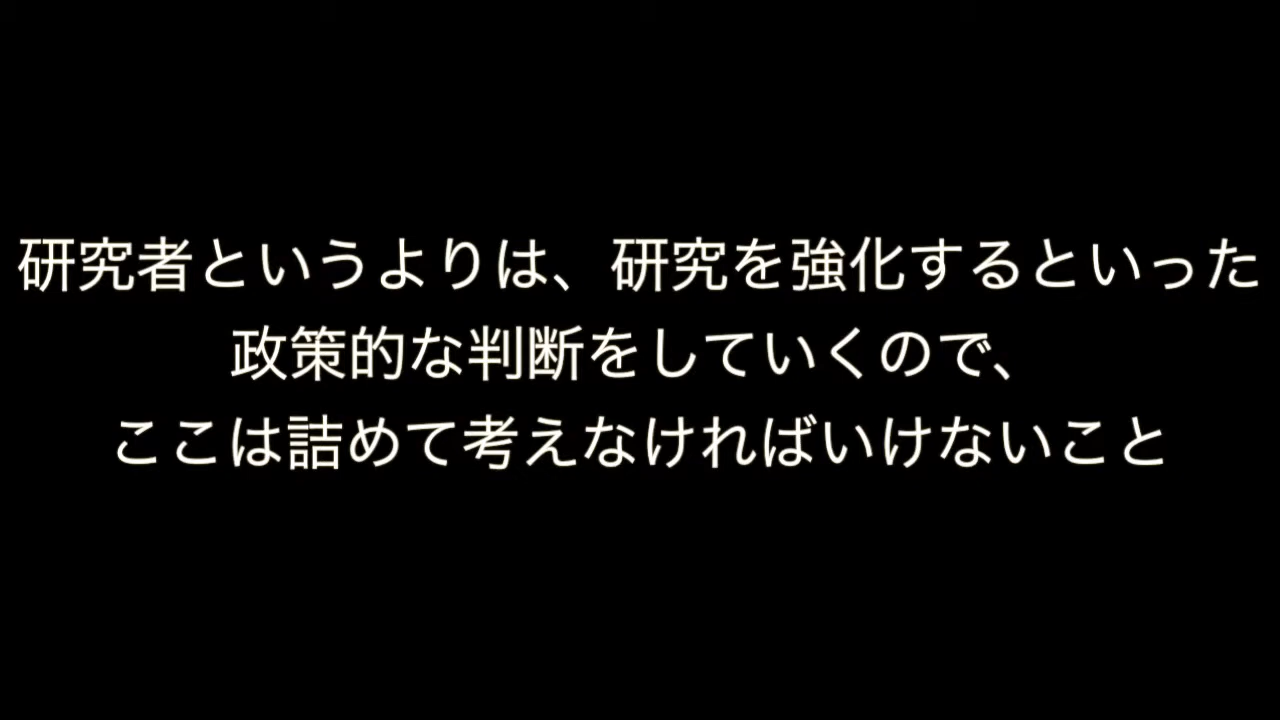 研究者というよりは、研究を強化するといった
政策的な判断をしていくので、
ここは詰めて考えなければいけないこと